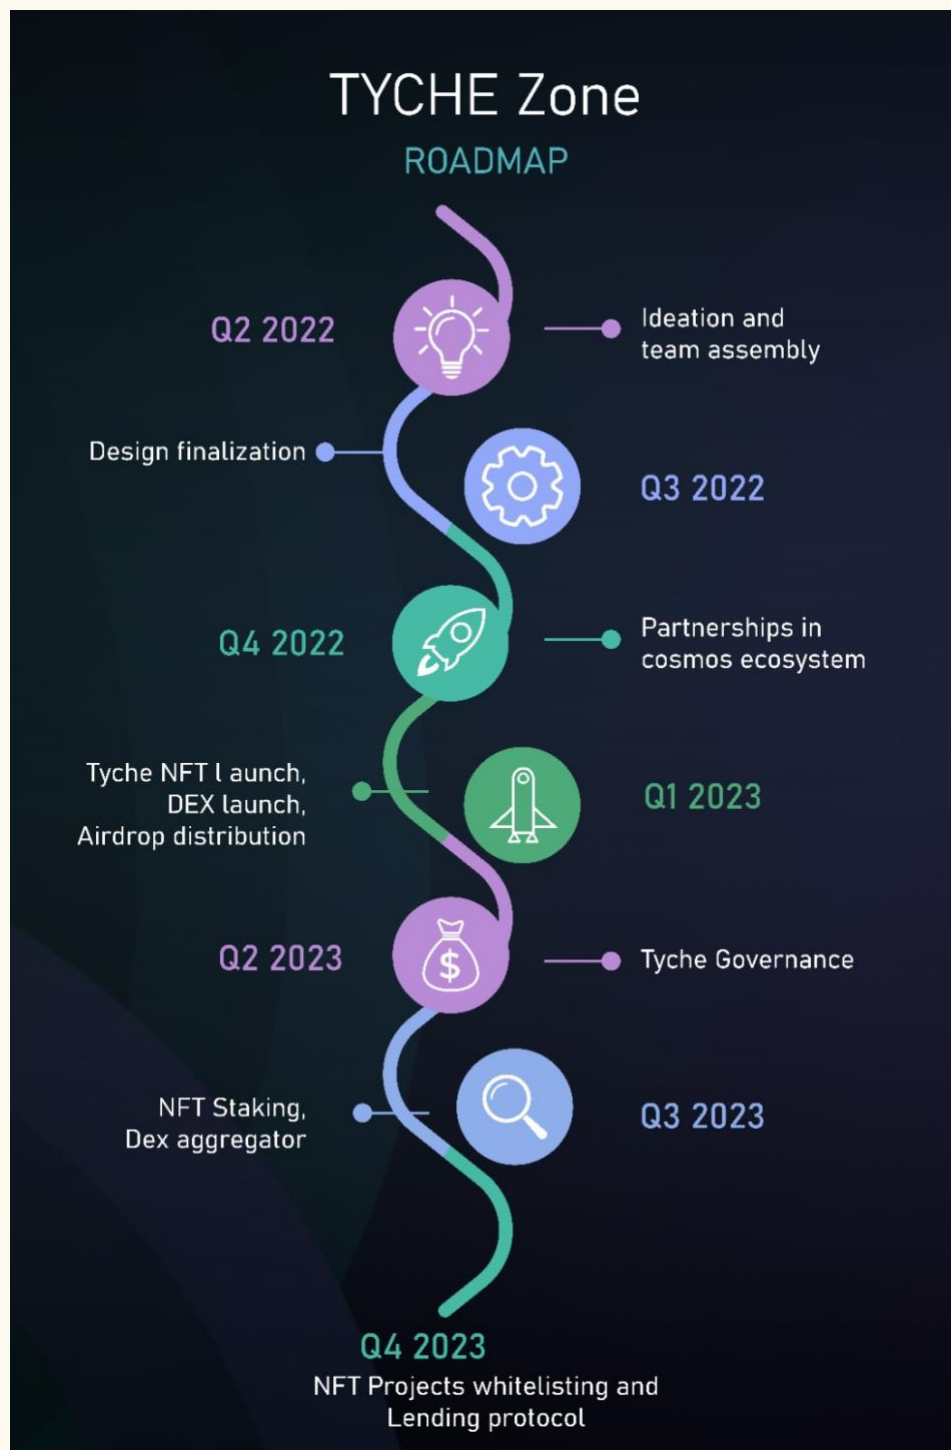 TYCHE Zone
ROADMAP
Q2 2022
Ideation and
team assembly
Design finalization
Q3 2022
Q4 2022
Partnerships in
cosmos ecosystem
Tyche NFT l aunch,
DEX launch,
Airdrop distribution
Q1 2023
$
Q2 2023
Tyche Governance
NFT Staking,
Dex aggregator
Q3 2023
Q4 2023
NFT Projects whitelisting and
Lending protocol